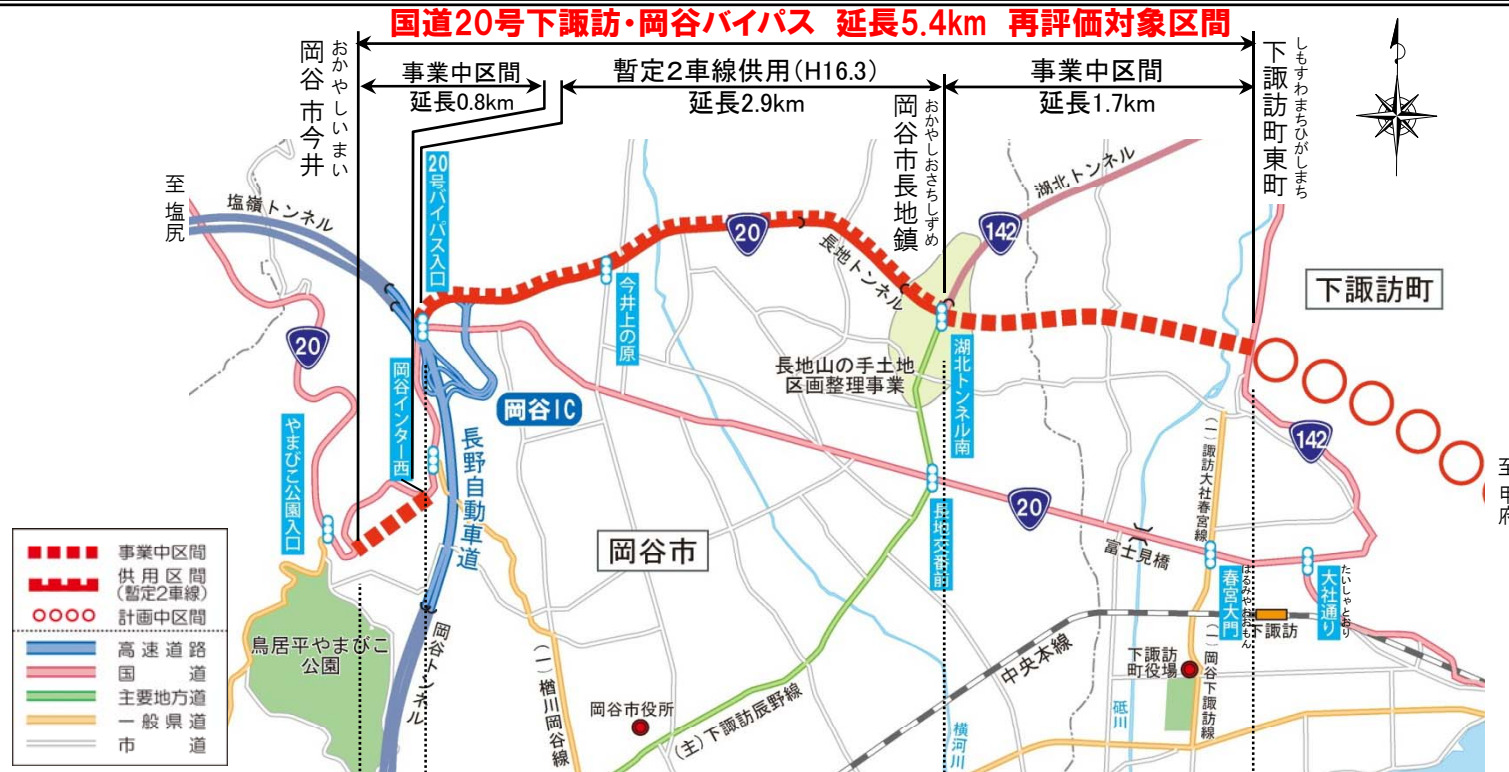 国道20号下諏訪・岡谷バイパス 延長5.4km 再評価対象区間
事業中区間
延長0.8km
暫定2車線供用(H16.3)
延長2.9km
事業中区間
延長1.7km
岡谷市今井
おかやしいまい
岡谷市長地鎮
おかやしおさちしずめ
下諏訪町東町
しもすわまちひがしまち
至塩尻
塩嶺トンネル
20号バイパス入口
20
長地トンネル
湖北トンネル
142
下諏訪町
今井上の原
20
岡谷インター西
岡谷IC
長地山の手土地
区画整理事業
湖北トンネル南
やまびこ公園入口
長野自動車道
岡谷市
長地交番前
20
富士見橋
(一)諏訪大社春宮線
142
至甲府
春宮大門
はるみやおおもん
下諏訪
大社通り
たいしゃとおり
事業中区間
供用区間
(暫定2車線)
計画中区間
高速道路
国道
主要地方道
一般県道
市道
鳥居平やまびこ
公園
岡谷トンネル
(一)楢川岡谷線
岡谷市役所
(主)下諏訪辰野線
中央本線
横河川
砥川
下諏訪
町役場
(一)岡谷下諏訪線